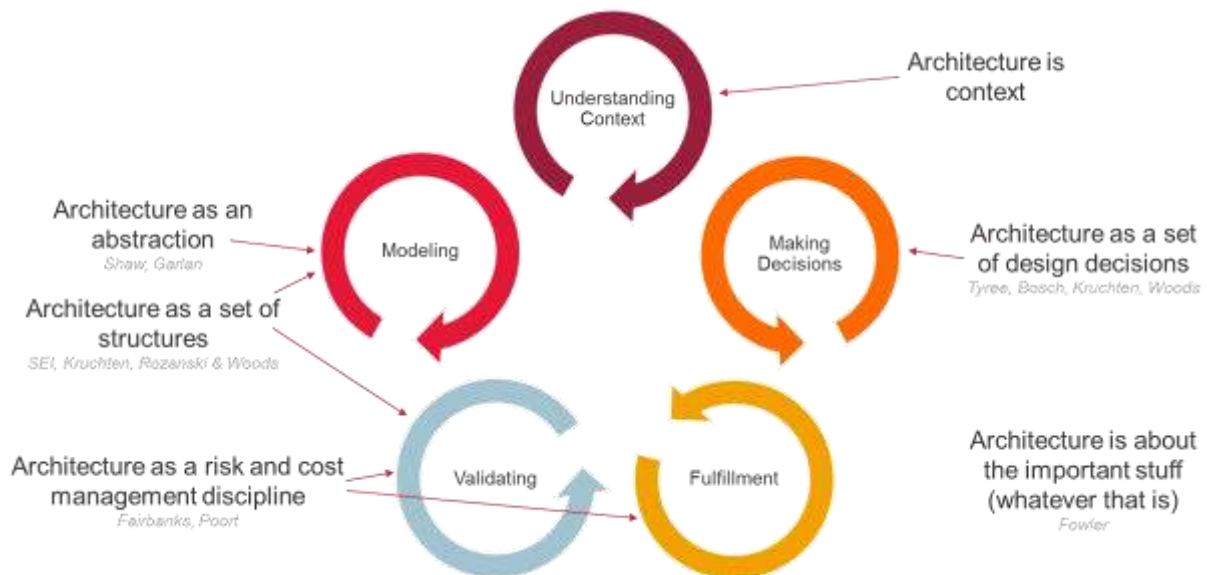 Understanding
Context
Architecture is
context
Modeling
Architecture as an
abstraction
Shaw, Garlan
Making
Decisions
Architecture as a set
of design decisions
Tyree, Bosch, Kruchten, Woods
Architecture as a set of
structures
SEI, Kruchten, Rozanski & Woods
Architecture as a risk and cost
management discipline
Fairbanks, Poort
Validating
Fulfillment
Architecture is about
the important stuff
(whatever that is)
Fowler